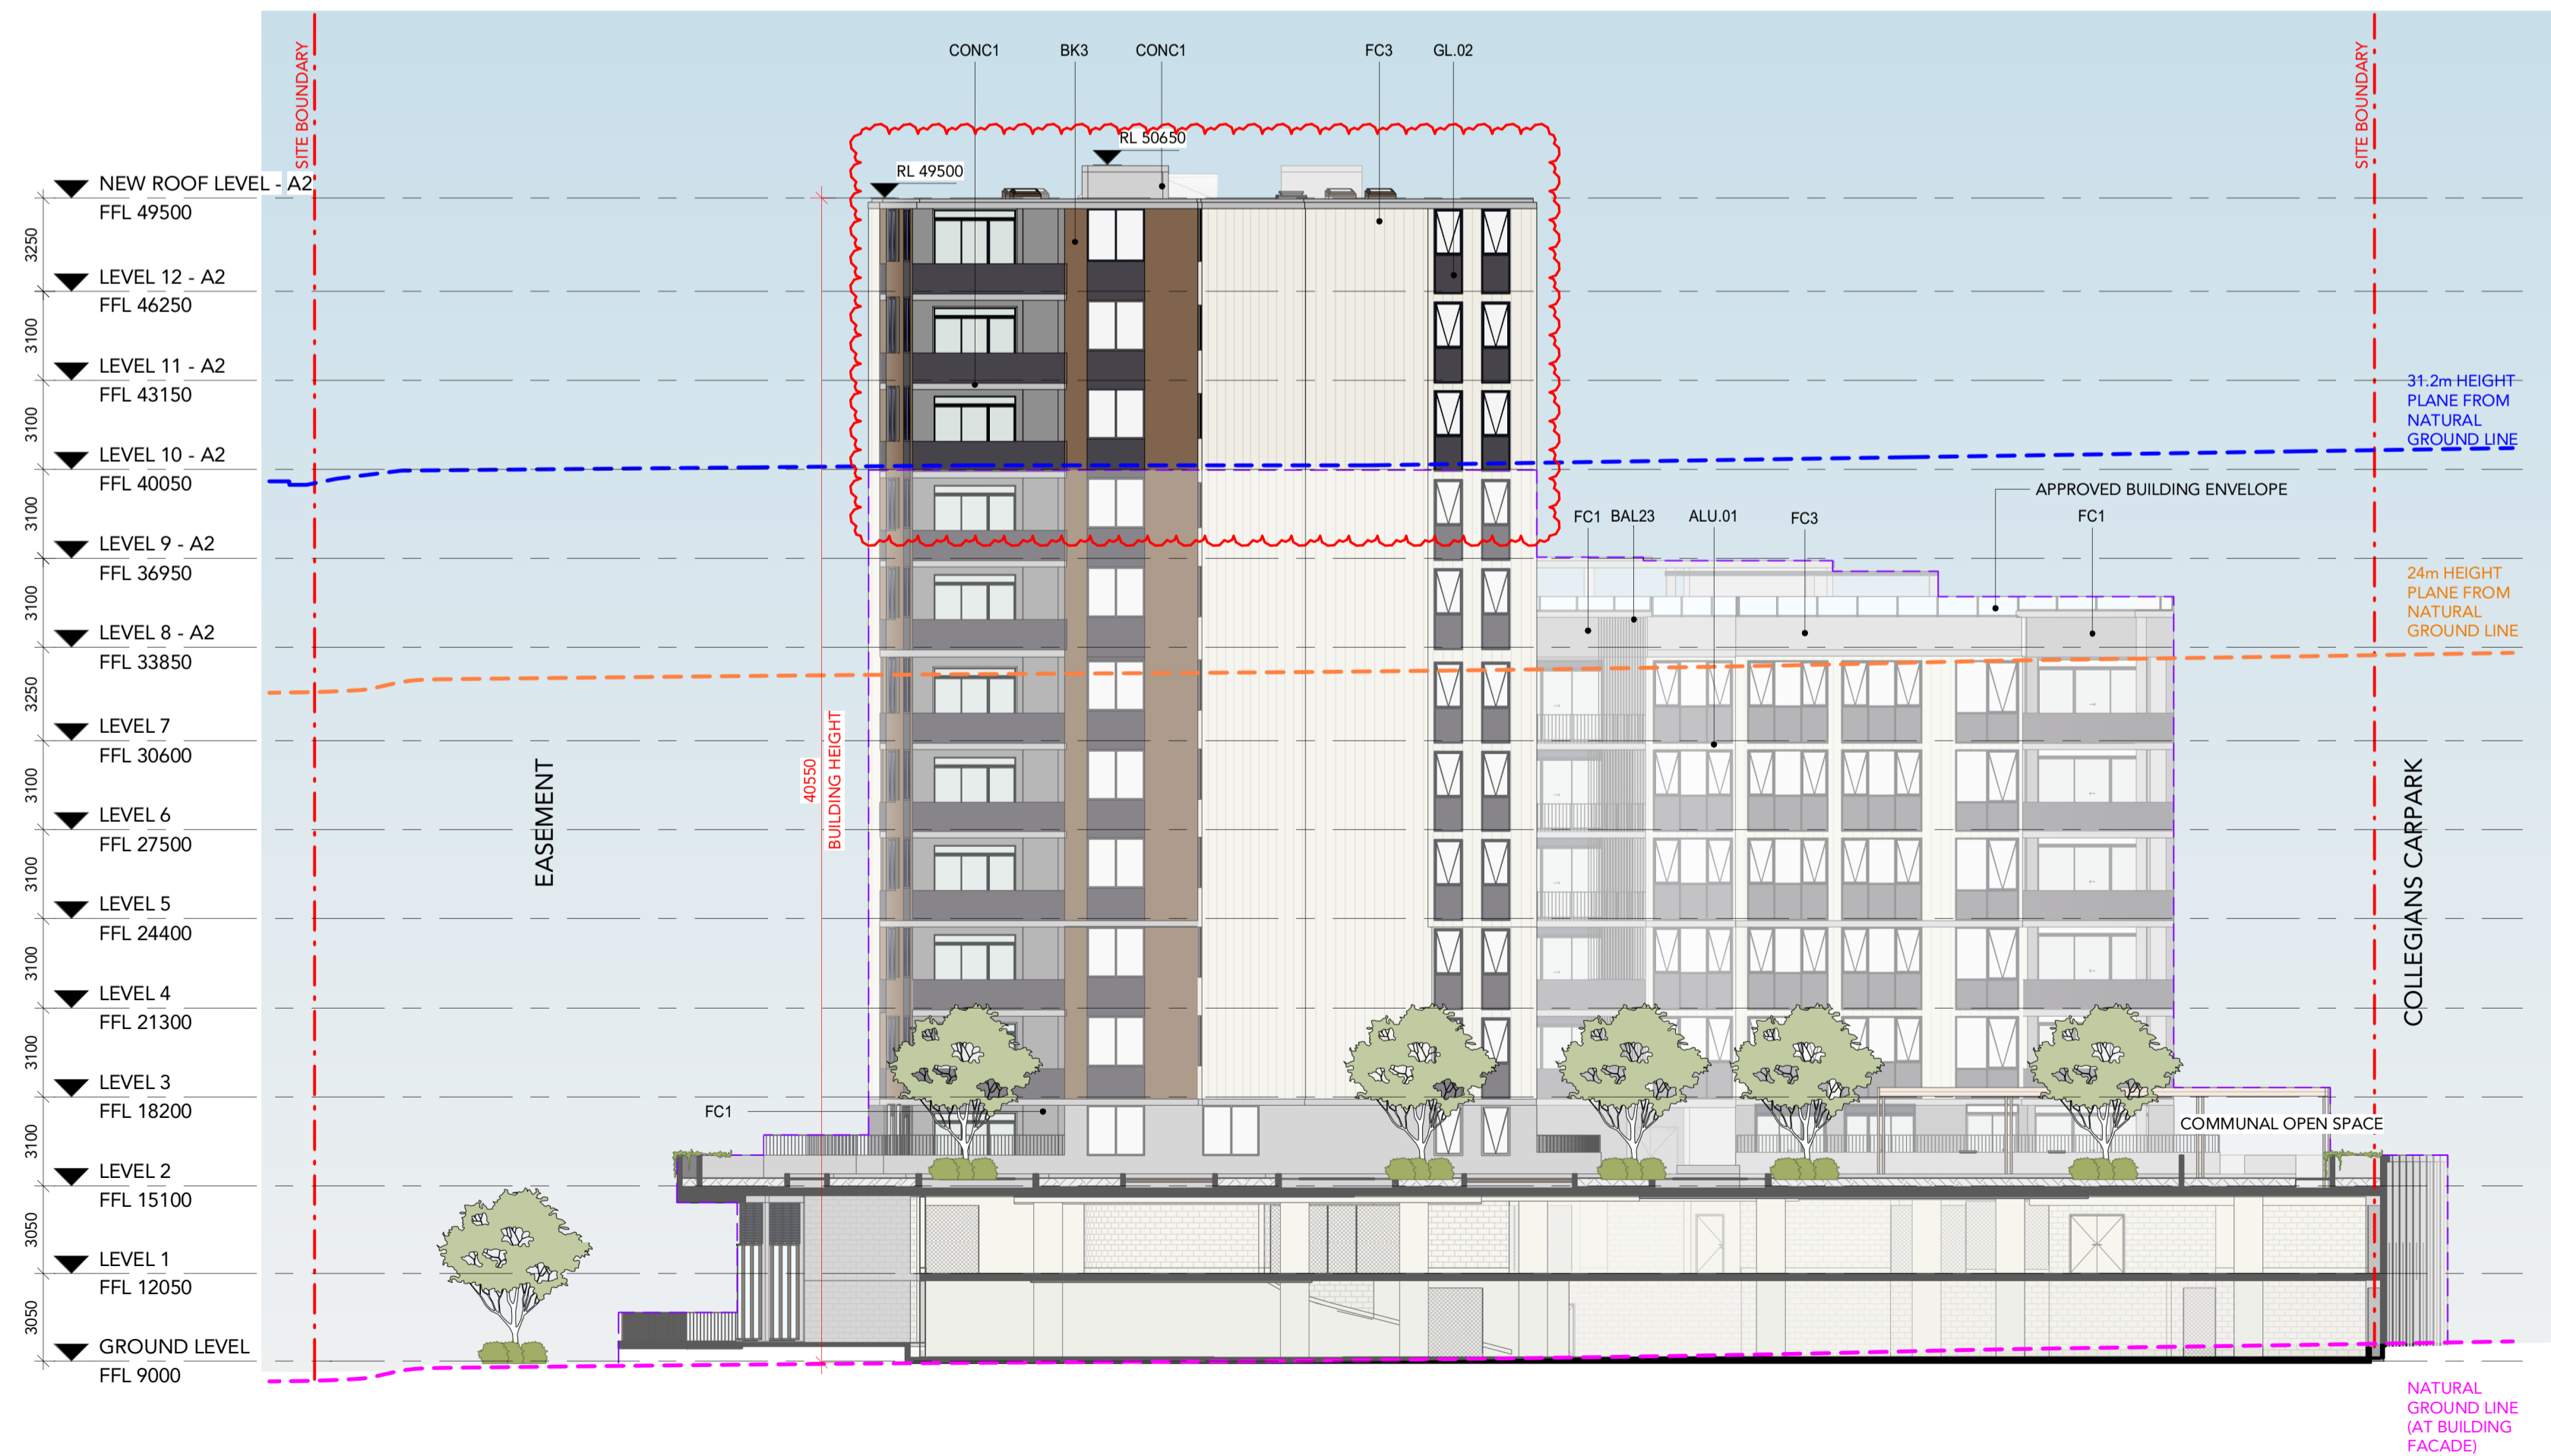 SITE BOUNDARY
CONC1
BK3
CONC1
FC3
GL.02
SITE BOUNDARY
RL 50650
RL 49500
NEW ROOF LEVEL - A2
FFL 49500
3250
LEVEL 12 - A2
FFL 46250
3100
LEVEL 11 - A2
FFL 43150
3100
LEVEL 10 - A2
FFL 40050
3100
LEVEL 9 - A2
FFL 36950
3100
LEVEL 8 - A2
FFL 33850
3250
LEVEL 7
FFL 30600
3100
LEVEL 6
FFL 27500
3100
LEVEL 5
FFL 24400
3100
LEVEL 4
FFL 21300
3100
LEVEL 3
FFL 18200
3100
LEVEL 2
FFL 15100
3050
LEVEL 1
FFL 12050
3050
GROUND LEVEL
FFL 9000
EASEMENT
40550
BUILDING HEIGHT
FC1
31.2m HEIGHT
PLANE FROM
NATURAL
GROUND LINE
APPROVED BUILDING ENVELOPE
FC1
BAL23
ALU.01
FC3
FC1
24m HEIGHT
PLANE FROM
NATURAL
GROUND LINE
COLLEGIANS CARPARK
COMMUNAL OPEN SPACE
NATURAL
GROUND LINE
(AT BUILDING
FACADE)